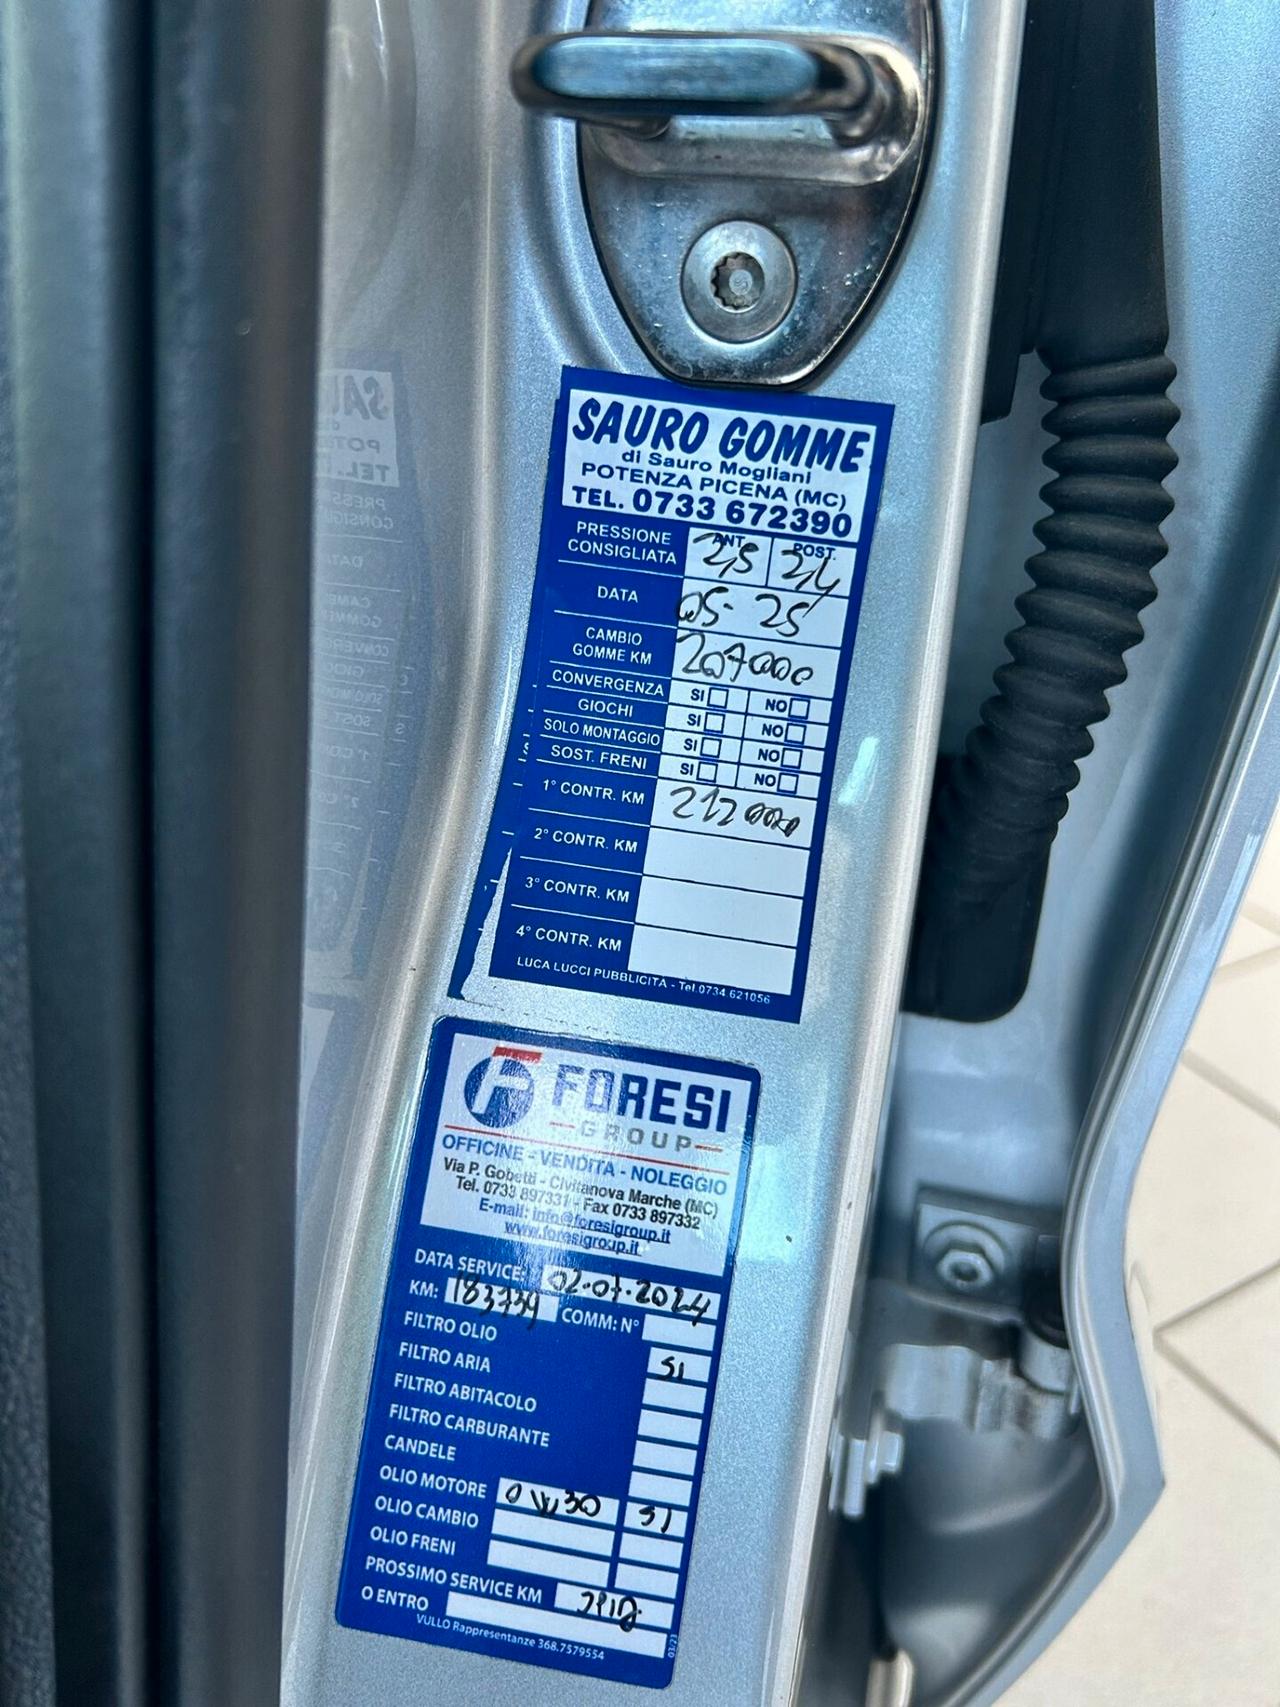 SAURO GOMME
di Sauro Mogliani
POTENZA PICENA (MC)
TEL. 0733 672390
PRESSIONE CONSIGLIATA ANT. 2,5 POST. 2,4
DATA 05-25
CAMBIO GOMME KM 207000
CONVERGENZA SI NO
GIOCHI SI NO
SOLO MONTAGGIO SI NO
SOST. FRENI SI NO
1° CONTR. KM 212000
2° CONTR. KM
3° CONTR. KM
4° CONTR. KM
LUCA LUCCI PUBBLICITÀ - Tel.0734 621056
F FORESI
GROUP
OFFICINE - VENDITA - NOLEGGIO
Via P. Gobetti - Civitanova Marche (MC)
Tel. 0733 897331 - Fax 0733 897332
E-mail: info@foresigroup.it
www.foresigroup.it
DATA SERVICE: 02.07.2024
KM: 183739 COMM: N°
FILTRO OLIO SI
FILTRO ARIA
FILTRO ABITACOLO
FILTRO CARBURANTE
CANDELE
OLIO MOTORE 0W30 SI
OLIO CAMBIO
OLIO FRENI
PROSSIMO SERVICE KM
O ENTRO
VULLO Rappresentanze 368.7579554
03/23